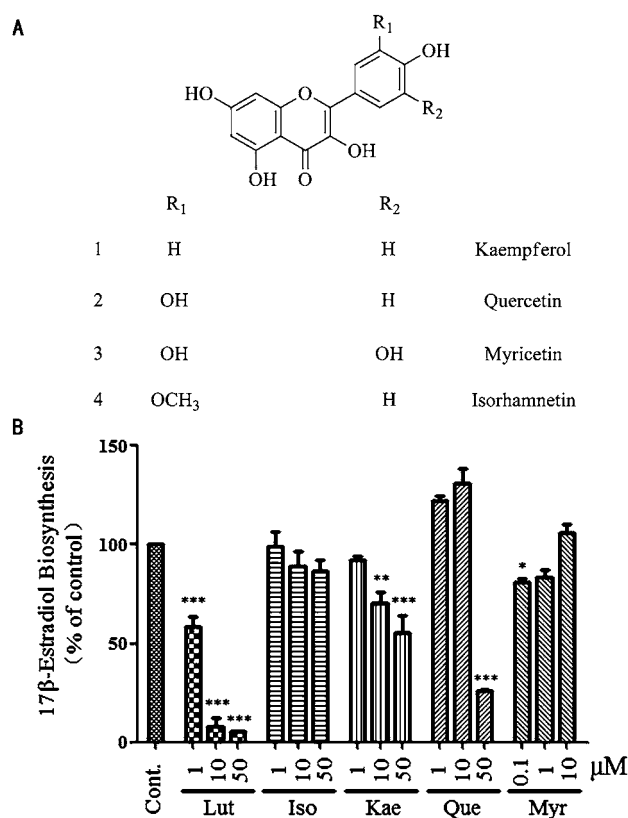 A
R1
OH
HO
O
R2
OH
OH
O
R1 R2
1 H H Kaempferol
2 OH H Quercetin
3 OH OH Myricetin
4 OCH3 H Isorhamnetin
B
17β-Estradiol Biosynthesis
(% of control)
150
100
50
0
***
***
***
**
***
***
*
Cont.
1 10 50 1 10 50 1 10 50 1 10 50 0.1 1 10 μM
Lut Iso Kae Que Myr